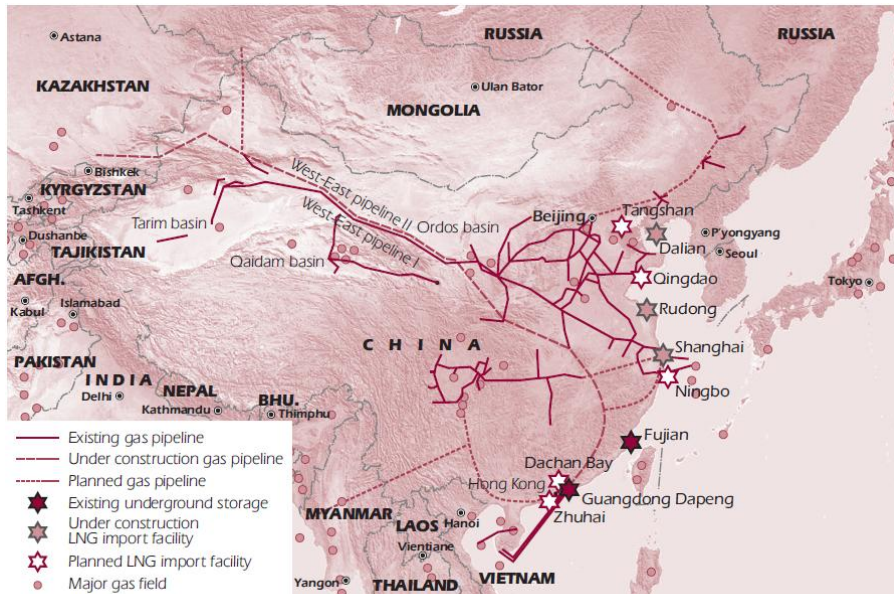 RUSSIA
RUSSIA
Astana
KAZAKHSTAN
Ulan Bator
MONGOLIA
Bishkek
KYRGYZSTAN
West-East pipeline II
Tashkent
Tarim basin
West-East pipeline I
Ordos basin
Beijing
Tangshan
P'yongyang
Dushanbe
TAJIKISTAN
Dalian
Seoul
Qaidam basin
AFGH.
Qingdao
Tokyo
Kabul
Islamabad
Rudong
CHINA
Shanghai
PAKISTAN
INDIA
NEPAL
BHU.
Ningbo
Delhi
Kathmandu
Thimphu
Fujian
Dachan Bay
Hong Kong
Guangdong Dapeng
Zhuhai
MYANMAR
LAOS
Hanoi
Vientiane
Yangon
THAILAND
VIETNAM
Existing gas pipeline
Under construction gas pipeline
Planned gas pipeline
Existing underground storage
Under construction
LNG import facility
Planned LNG import facility
Major gas field